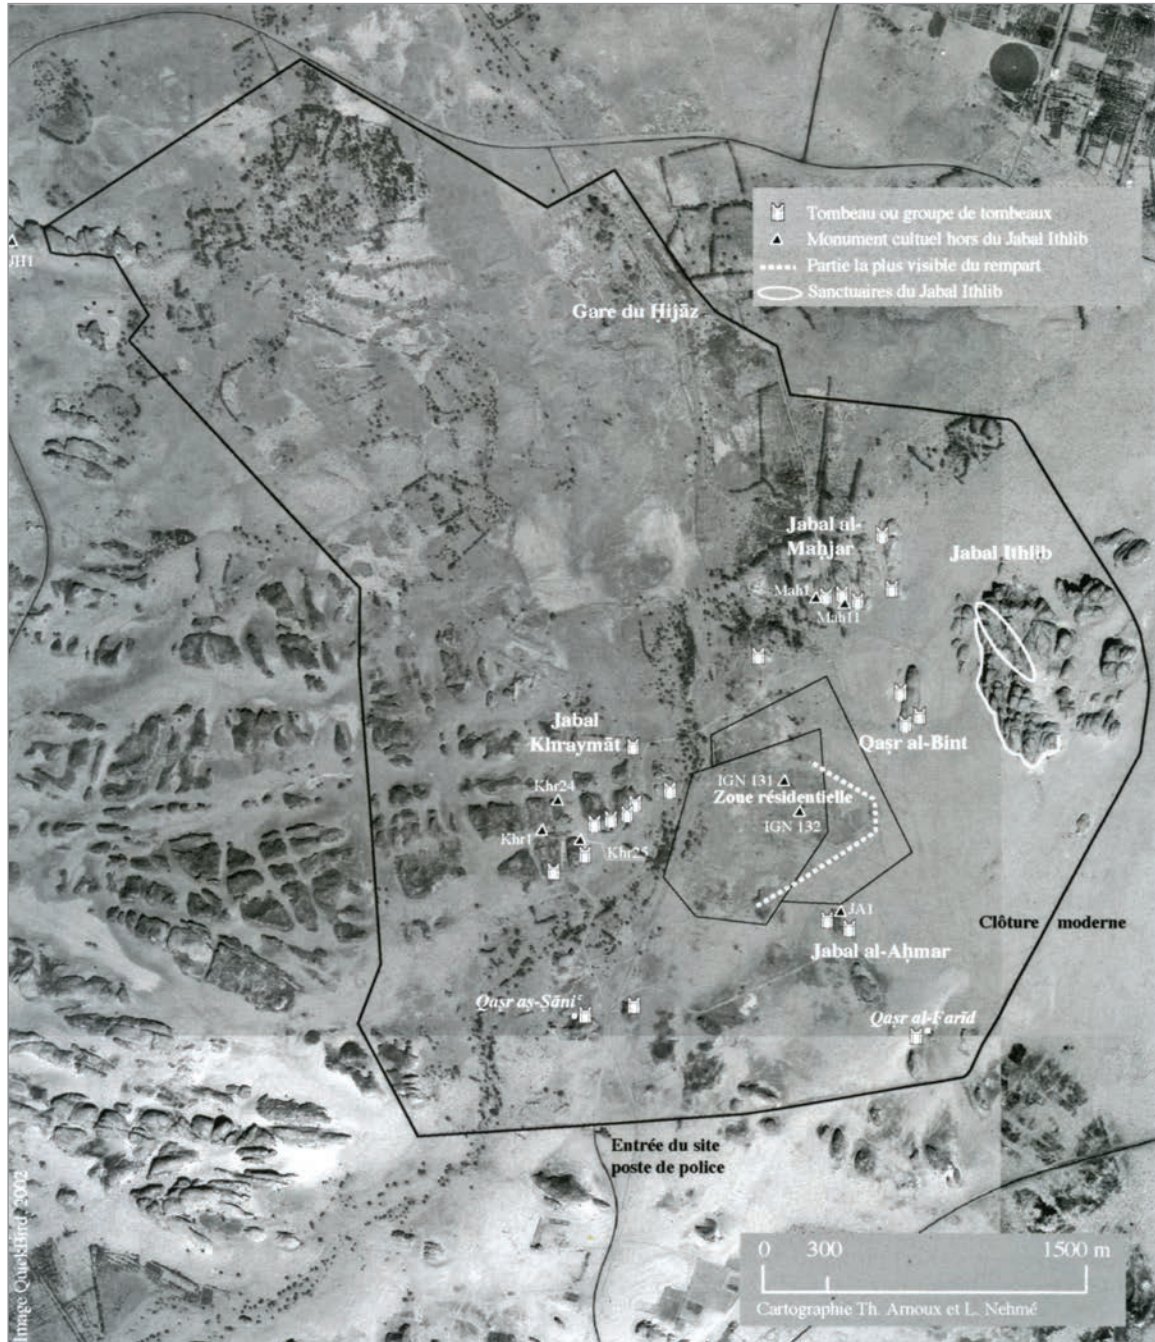 Tombeau ou groupe de tombeaux
Monument cultuel hors du Jabal Ithlib
Partie la plus visible du rempart
Sanctuaires du Jabal Ithlib
JH1
Gare du Ḥijāz
Jabal al-
Maḥjar
Jabal Ithlib
Mah1
Mah11
Jabal
Khraymāt
Qaṣr al-Bint
Khr24
IGN 131
Zone résidentielle
IGN 132
Khr1
Khr25
JA1
Clôture moderne
Jabal al-Aḥmar
Qaṣr aṣ-Ṣāniʿ
Qaṣr al-Farīd
Entrée du site
poste de police
0 300 1500 m
Cartographie Th. Arnoux et L. Nehmé
Image QuickBird 2002